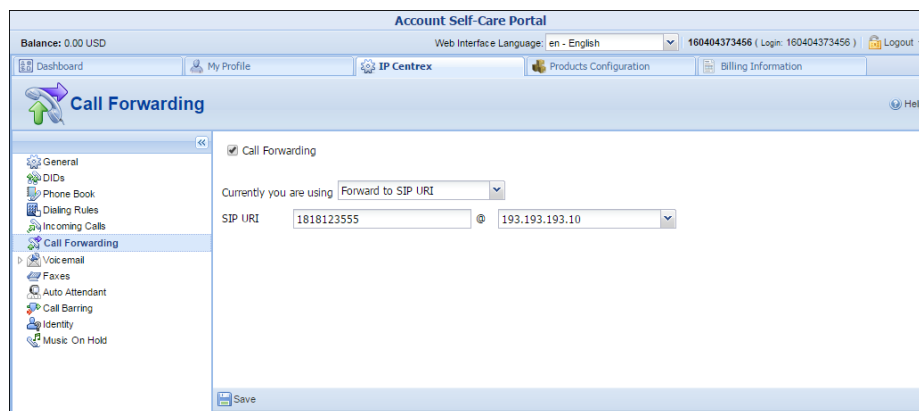 Account Self-Care Portal
Balance: 0.00 USD Web Interface Language: en - English 160404373456 ( Login: 160404373456 ) Logout
Dashboard My Profile IP Centrex Products Configuration Billing Information
Call Forwarding Hel
General
DIDs
Phone Book
Dialing Rules
Incoming Calls
Call Forwarding
Voicemail
Faxes
Auto Attendant
Call Barring
Identity
Music On Hold
Call Forwarding
Currently you are using Forward to SIP URI
SIP URI 1818123555 @ 193.193.193.10
Save